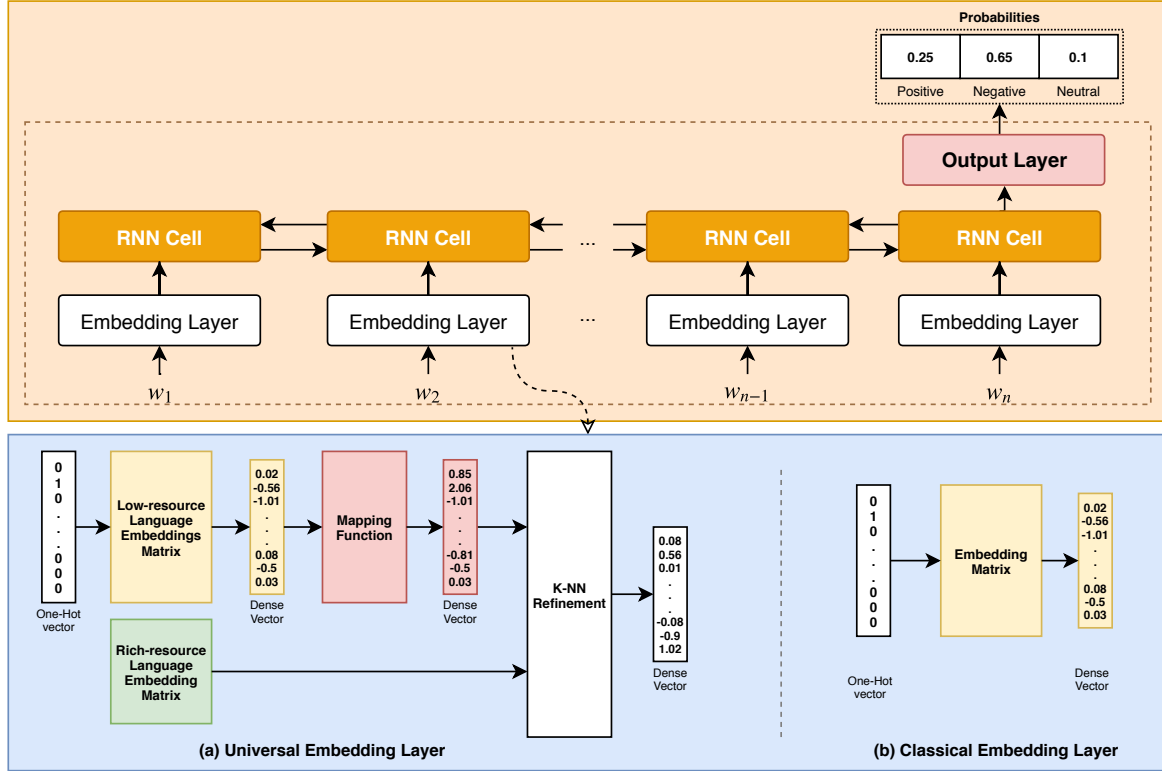 Probabilities
0.25 0.65 0.1
Positive Negative Neutral
Output Layer
RNN Cell RNN Cell ... RNN Cell RNN Cell
Embedding Layer Embedding Layer ... Embedding Layer Embedding Layer
w₁ w₂ wₙ₋₁ wₙ
0
1
0
.
.
.
0
0
0
One-Hot
vector
Low-resource
Language
Embeddings
Matrix
0.02
-0.56
-1.01
.
.
.
0.08
-0.5
0.03
Dense
Vector
Mapping
Function
0.85
2.06
-1.01
.
.
.
-0.81
-0.5
0.03
Dense
Vector
Rich-resource
Language
Embedding
Matrix
K-NN
Refinement
0.08
0.56
0.01
.
.
.
-0.08
-0.9
1.02
Dense
Vector
(a) Universal Embedding Layer
0
1
0
.
.
.
0
0
0
One-Hot
vector
Embedding
Matrix
0.02
-0.56
-1.01
.
.
.
0.08
-0.5
0.03
Dense
Vector
(b) Classical Embedding Layer